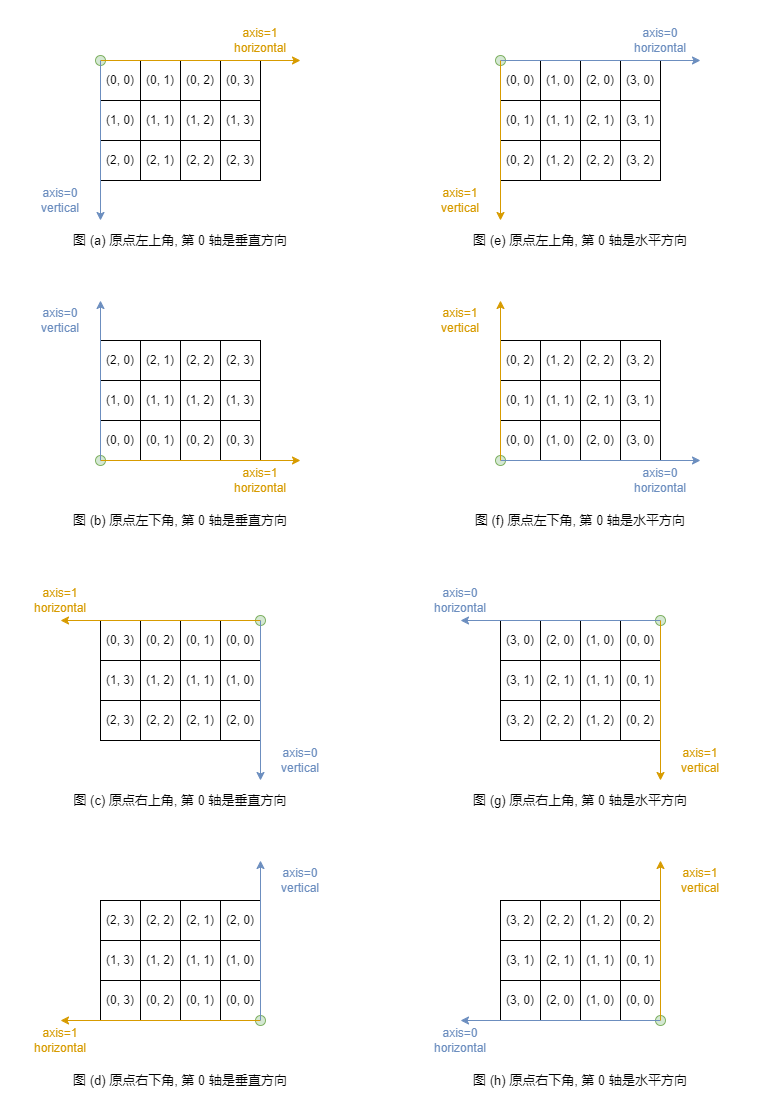 axis=1
horizontal
(0, 0) (0, 1) (0, 2) (0, 3)
(1, 0) (1, 1) (1, 2) (1, 3)
(2, 0) (2, 1) (2, 2) (2, 3)
axis=0
vertical
图 (a) 原点左上角, 第 0 轴是垂直方向
axis=0
horizontal
(0, 0) (1, 0) (2, 0) (3, 0)
(0, 1) (1, 1) (2, 1) (3, 1)
(0, 2) (1, 2) (2, 2) (3, 2)
axis=1
vertical
图 (e) 原点左上角, 第 0 轴是水平方向
axis=0
vertical
(2, 0) (2, 1) (2, 2) (2, 3)
(1, 0) (1, 1) (1, 2) (1, 3)
(0, 0) (0, 1) (0, 2) (0, 3)
axis=1
horizontal
图 (b) 原点左下角, 第 0 轴是垂直方向
axis=1
vertical
(0, 2) (1, 2) (2, 2) (3, 2)
(0, 1) (1, 1) (2, 1) (3, 1)
(0, 0) (1, 0) (2, 0) (3, 0)
axis=0
horizontal
图 (f) 原点左下角, 第 0 轴是水平方向
axis=1
horizontal
(0, 3) (0, 2) (0, 1) (0, 0)
(1, 3) (1, 2) (1, 1) (1, 0)
(2, 3) (2, 2) (2, 1) (2, 0)
axis=0
vertical
图 (c) 原点右上角, 第 0 轴是垂直方向
axis=0
horizontal
(3, 0) (2, 0) (1, 0) (0, 0)
(3, 1) (2, 1) (1, 1) (0, 1)
(3, 2) (2, 2) (1, 2) (0, 2)
axis=1
vertical
图 (g) 原点右上角, 第 0 轴是水平方向
axis=0
vertical
(2, 3) (2, 2) (2, 1) (2, 0)
(1, 3) (1, 2) (1, 1) (1, 0)
(0, 3) (0, 2) (0, 1) (0, 0)
axis=1
horizontal
图 (d) 原点右下角, 第 0 轴是垂直方向
axis=1
vertical
(3, 2) (2, 2) (1, 2) (0, 2)
(3, 1) (2, 1) (1, 1) (0, 1)
(3, 0) (2, 0) (1, 0) (0, 0)
axis=0
horizontal
图 (h) 原点右下角, 第 0 轴是水平方向